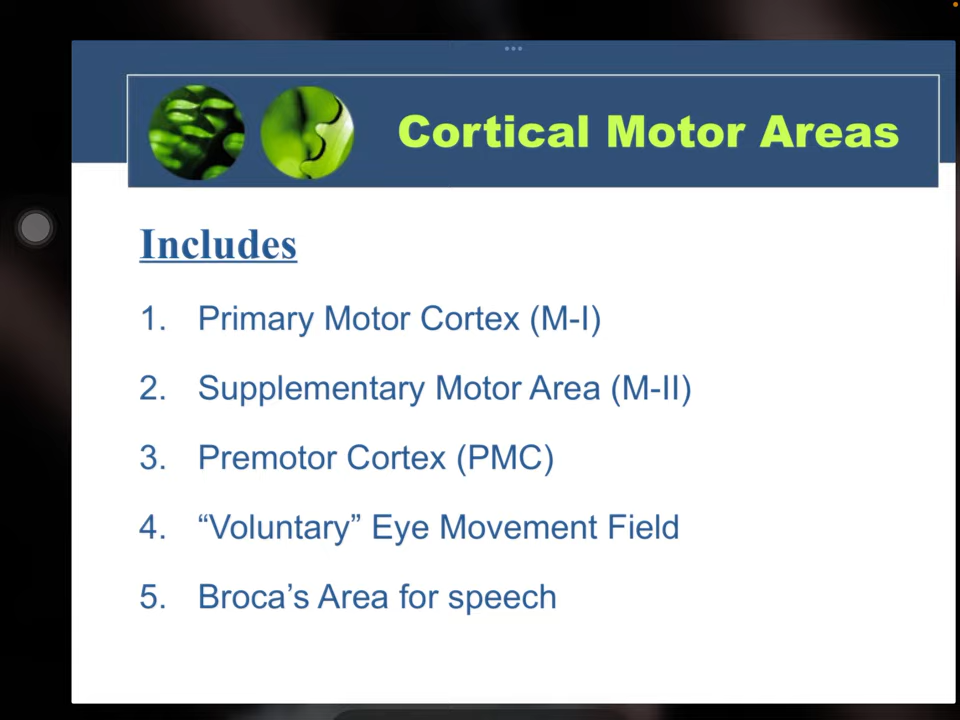 Cortical Motor Areas
Includes
1. Primary Motor Cortex (M-I)
2. Supplementary Motor Area (M-II)
3. Premotor Cortex (PMC)
4. “Voluntary” Eye Movement Field
5. Broca’s Area for speech